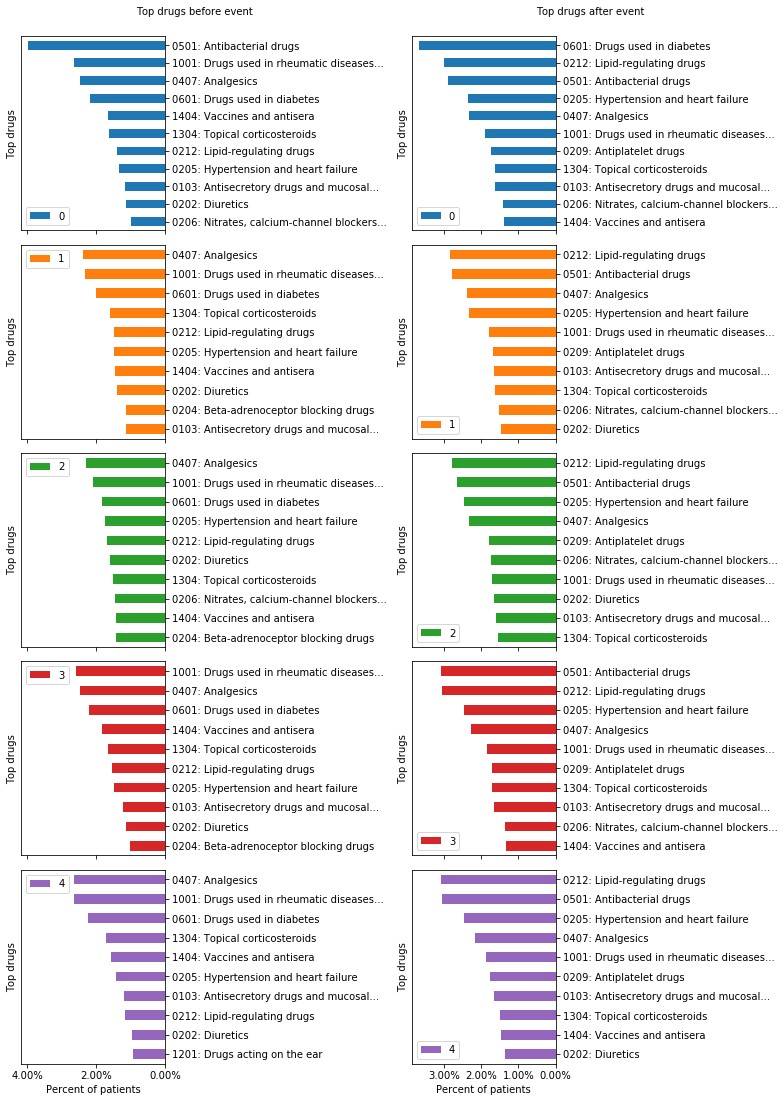 Top drugs before event
Top drugs
0501: Antibacterial drugs
1001: Drugs used in rheumatic diseases...
0407: Analgesics
0601: Drugs used in diabetes
1404: Vaccines and antisera
1304: Topical corticosteroids
0212: Lipid-regulating drugs
0205: Hypertension and heart failure
0103: Antisecretory drugs and mucosal...
0202: Diuretics
0206: Nitrates, calcium-channel blockers...
0
Top drugs
0407: Analgesics
1001: Drugs used in rheumatic diseases...
0601: Drugs used in diabetes
1304: Topical corticosteroids
0212: Lipid-regulating drugs
0205: Hypertension and heart failure
1404: Vaccines and antisera
0202: Diuretics
0204: Beta-adrenoceptor blocking drugs
0103: Antisecretory drugs and mucosal...
1
Top drugs
0407: Analgesics
1001: Drugs used in rheumatic diseases...
0601: Drugs used in diabetes
0205: Hypertension and heart failure
0212: Lipid-regulating drugs
0202: Diuretics
1304: Topical corticosteroids
0206: Nitrates, calcium-channel blockers...
1404: Vaccines and antisera
0204: Beta-adrenoceptor blocking drugs
2
Top drugs
1001: Drugs used in rheumatic diseases...
0407: Analgesics
0601: Drugs used in diabetes
1404: Vaccines and antisera
1304: Topical corticosteroids
0212: Lipid-regulating drugs
0205: Hypertension and heart failure
0103: Antisecretory drugs and mucosal...
0202: Diuretics
0204: Beta-adrenoceptor blocking drugs
3
Top drugs
0407: Analgesics
1001: Drugs used in rheumatic diseases...
0601: Drugs used in diabetes
1304: Topical corticosteroids
1404: Vaccines and antisera
0205: Hypertension and heart failure
0103: Antisecretory drugs and mucosal...
0212: Lipid-regulating drugs
0202: Diuretics
1201: Drugs acting on the ear
4
4.00% 2.00% 0.00%
Percent of patients
Top drugs after event
Top drugs
0601: Drugs used in diabetes
0212: Lipid-regulating drugs
0501: Antibacterial drugs
0205: Hypertension and heart failure
0407: Analgesics
1001: Drugs used in rheumatic diseases...
0209: Antiplatelet drugs
1304: Topical corticosteroids
0103: Antisecretory drugs and mucosal...
0206: Nitrates, calcium-channel blockers...
1404: Vaccines and antisera
0
Top drugs
0212: Lipid-regulating drugs
0501: Antibacterial drugs
0407: Analgesics
0205: Hypertension and heart failure
1001: Drugs used in rheumatic diseases...
0209: Antiplatelet drugs
0103: Antisecretory drugs and mucosal...
1304: Topical corticosteroids
0206: Nitrates, calcium-channel blockers...
0202: Diuretics
1
Top drugs
0212: Lipid-regulating drugs
0501: Antibacterial drugs
0205: Hypertension and heart failure
0407: Analgesics
0209: Antiplatelet drugs
0206: Nitrates, calcium-channel blockers...
1001: Drugs used in rheumatic diseases...
0202: Diuretics
0103: Antisecretory drugs and mucosal...
1304: Topical corticosteroids
2
Top drugs
0501: Antibacterial drugs
0212: Lipid-regulating drugs
0205: Hypertension and heart failure
0407: Analgesics
1001: Drugs used in rheumatic diseases...
0209: Antiplatelet drugs
1304: Topical corticosteroids
0103: Antisecretory drugs and mucosal...
0206: Nitrates, calcium-channel blockers...
1404: Vaccines and antisera
3
Top drugs
0212: Lipid-regulating drugs
0501: Antibacterial drugs
0205: Hypertension and heart failure
0407: Analgesics
1001: Drugs used in rheumatic diseases...
0209: Antiplatelet drugs
0103: Antisecretory drugs and mucosal...
1304: Topical corticosteroids
1404: Vaccines and antisera
0202: Diuretics
4
3.00% 2.00% 1.00% 0.00%
Percent of patients